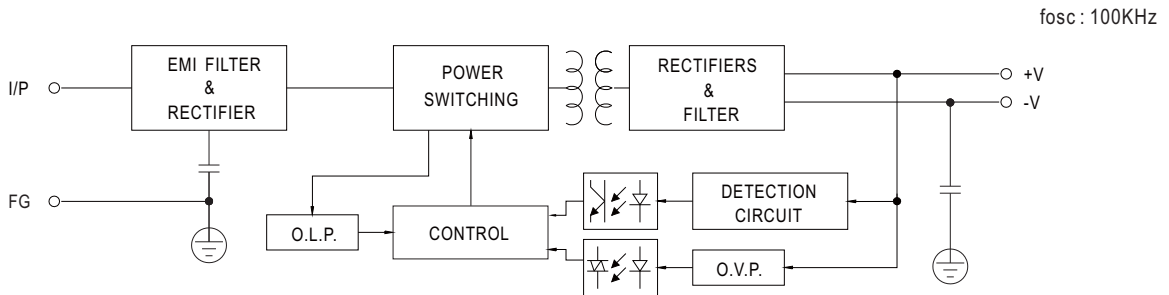 fosc : 100KHz
I/P
EMI FILTER
&
RECTIFIER
POWER
SWITCHING
RECTIFIERS
&
FILTER
+V
-V
FG
O.L.P.
CONTROL
DETECTION
CIRCUIT
O.V.P.